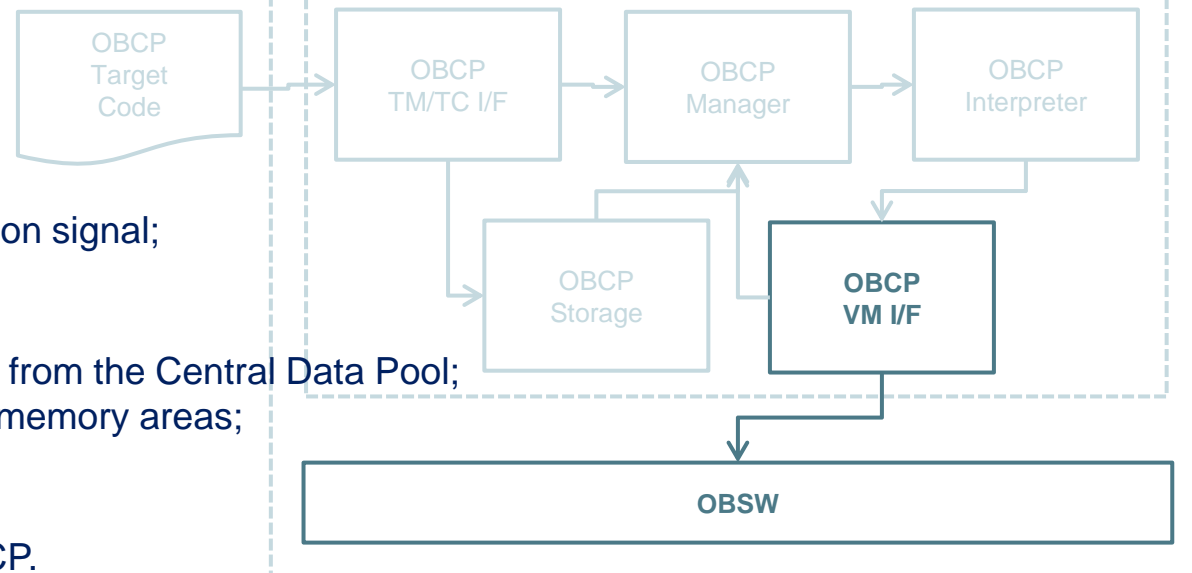 OBCP
Target
Code
OBCP
TM/TC I/F
OBCP
Manager
OBCP
Interpreter
on signal;
OBCP
Storage
OBCP
VM I/F
from the Central Data Pool;
memory areas;
OBSW
CP.